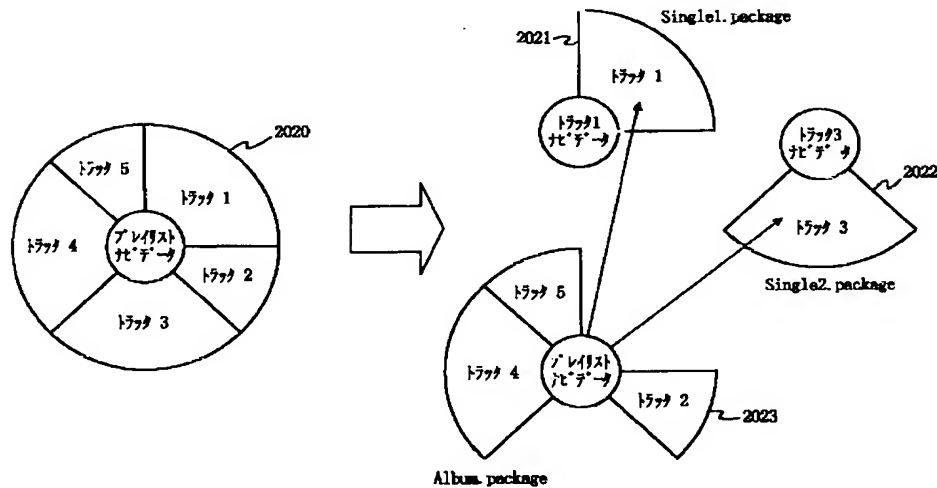 Single1.package
2021
トラック 1
トラック1
ナビデータ
2020
トラック 5
トラック 1
トラック 4
プレイリスト
ナビデータ
トラック 2
トラック 3
トラック3
ナビデータ
2022
トラック 3
Single2.package
トラック 5
トラック 4
プレイリスト
ナビデータ
トラック 2
2023
Album.package